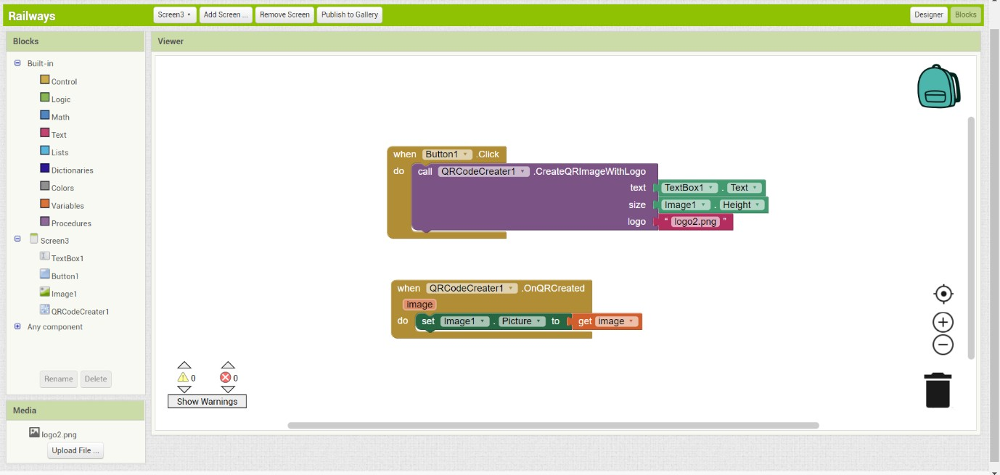 Railways
Screen3 Add Screen ... Remove Screen Publish to Gallery Designer Blocks
Blocks
Built-in
Control
Logic
Math
Text
Lists
Dictionaries
Colors
Variables
Procedures
Screen3
TextBox1
Button1
Image1
QRCodeCreater1
Any component
Rename Delete
Media
logo2.png
Upload File ...
Viewer
when Button1 .Click
do call QRCodeCreater1 .CreateQRImageWithLogo
text TextBox1 . Text
size Image1 . Height
logo “ logo2.png ”
when QRCodeCreater1 .OnQRCreated
image
do set Image1 . Picture to get image
0 0
Show Warnings